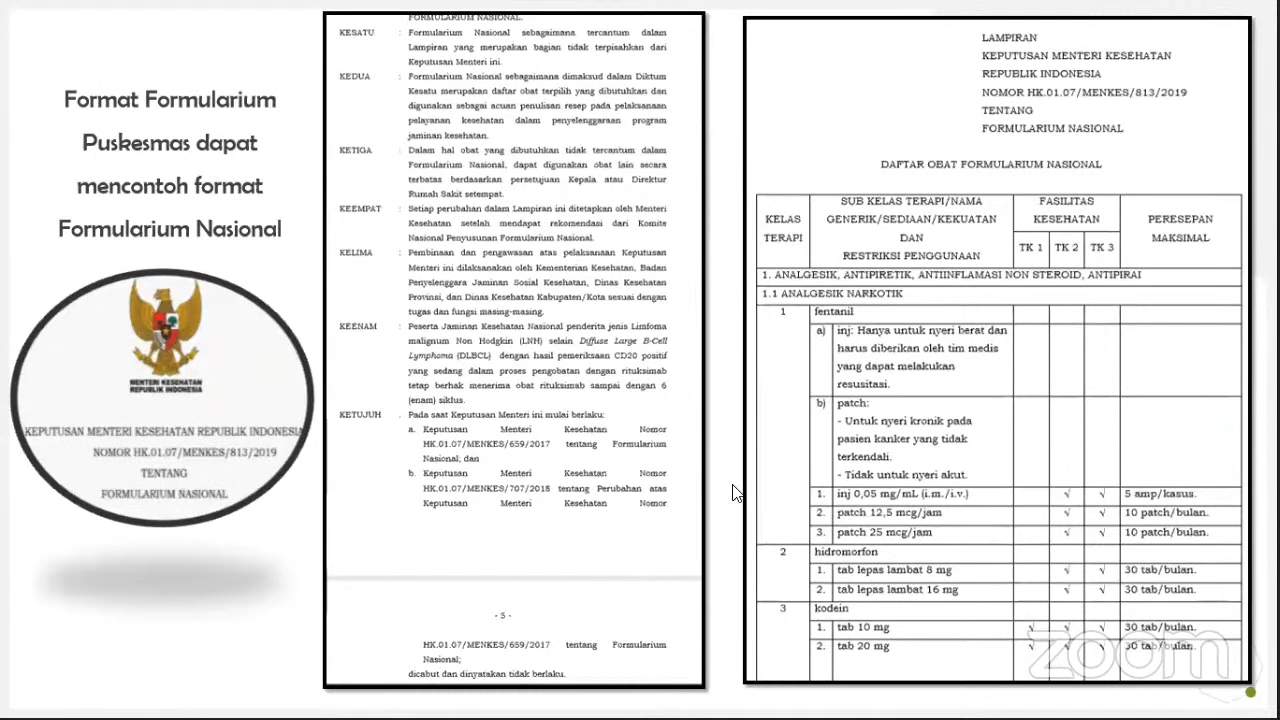 Format Formularium
Puskesmas dapat
mencontoh format
Formularium Nasional
MENTERI KESEHATAN
REPUBLIK INDONESIA
KEPUTUSAN MENTERI KESEHATAN REPUBLIK INDONESIA
NOMOR HK.01.07/MENKES/813/2019
TENTANG
FORMULARIUM NASIONAL
FORMULARIUM NASIONAL.
KESATU : Formularium Nasional sebagaimana tercantum dalam
Lampiran yang merupakan bagian tidak terpisahkan dari
Keputusan Menteri ini.
KEDUA : Formularium Nasional sebagaimana dimaksud dalam Diktum
Kesatu merupakan daftar obat terpilih yang dibutuhkan dan
digunakan sebagai acuan penulisan resep pada pelaksanaan
pelayanan kesehatan dalam penyelenggaraan program
jaminan kesehatan.
KETIGA : Dalam hal obat yang dibutuhkan tidak tercantum dalam
Formularium Nasional, dapat digunakan obat lain secara
terbatas berdasarkan persetujuan Kepala atau Direktur
Rumah Sakit setempat.
KEEMPAT : Setiap perubahan dalam Lampiran ini ditetapkan oleh Menteri
Kesehatan setelah mendapat rekomendasi dari Komite
Nasional Penyusunan Formularium Nasional.
KELIMA : Pembinaan dan pengawasan atas pelaksanaan Keputusan
Menteri ini dilaksanakan oleh Kementerian Kesehatan, Badan
Penyelenggara Jaminan Sosial Kesehatan, Dinas Kesehatan
Provinsi, dan Dinas Kesehatan Kabupaten/Kota sesuai dengan
tugas dan fungsi masing-masing.
KEENAM : Peserta Jaminan Kesehatan Nasional penderita jenis Limfoma
malignum Non Hodgkin (LNH) selain Diffuse Large B-Cell
Lymphoma (DLBCL) dengan hasil pemeriksaan CD20 positif
yang sedang dalam proses pengobatan dengan rituksimab
tetap berhak menerima obat rituksimab sampai dengan 6
(enam) siklus.
KETUJUH : Pada saat Keputusan Menteri ini mulai berlaku:
a. Keputusan Menteri Kesehatan Nomor
HK.01.07/MENKES/659/2017 tentang Formularium
Nasional; dan
b. Keputusan Menteri Kesehatan Nomor
HK.01.07/MENKES/707/2018 tentang Perubahan atas
Keputusan Menteri Kesehatan Nomor
- 5 -
HK.01.07/MENKES/659/2017 tentang Formularium
Nasional;
dicabut dan dinyatakan tidak berlaku.
LAMPIRAN
KEPUTUSAN MENTERI KESEHATAN
REPUBLIK INDONESIA
NOMOR HK.01.07/MENKES/813/2019
TENTANG
FORMULARIUM NASIONAL
DAFTAR OBAT FORMULARIUM NASIONAL
KELAS TERAPI
SUB KELAS TERAPI/NAMA
GENERIK/SEDIAAN/KEKUATAN
DAN
RESTRIKSI PENGGUNAAN
FASILITAS
KESEHATAN
TK 1 TK 2 TK 3
PERESEPAN
MAKSIMAL
1. ANALGESIK, ANTIPIRETIK, ANTIINFLAMASI NON STEROID, ANTIPIRAI
1.1 ANALGESIK NARKOTIK
1 fentanil
a) inj: Hanya untuk nyeri berat dan
harus diberikan oleh tim medis
yang dapat melakukan
resusitasi.
b) patch:
- Untuk nyeri kronik pada
pasien kanker yang tidak
terkendah.
- Tidak untuk nyeri akut.
1. inj 0,05 mg/mL (i.m./i.v.) √ √ 5 amp/kasus.
2. patch 12,5 mcg/jam √ √ 10 patch/bulan.
3. patch 25 mcg/jam √ √ 10 patch/bulan.
2 hidromorfon
1. tab lepas lambat 8 mg √ √ 30 tab/bulan.
2. tab lepas lambat 16 mg √ √ 30 tab/bulan.
3 kodein
1. tab 10 mg √ √ √ 30 tab/bulan.
2. tab 20 mg √ √ √ 30 tab/bulan.
zoom